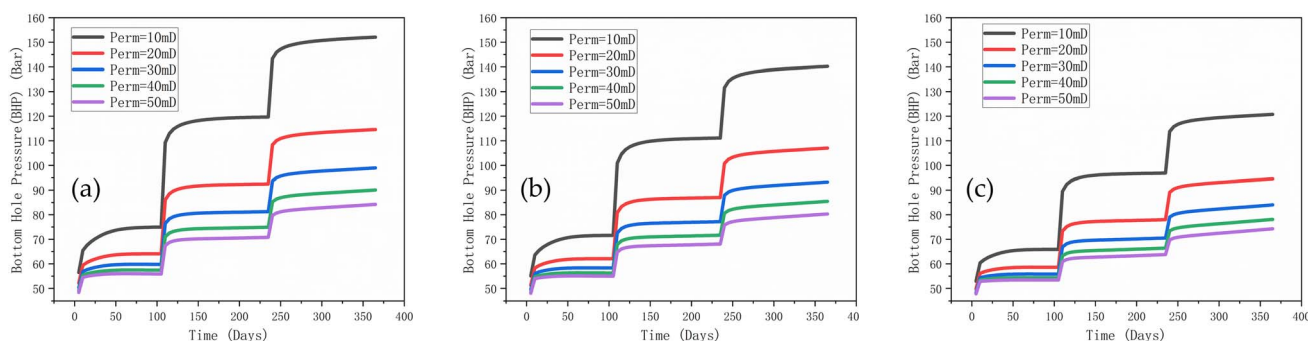 Bottom Hole Pressure(BHP) (Bar)
160
150
140
130
120
110
100
90
80
70
60
50
Perm=10mD
Perm=20mD
Perm=30mD
Perm=40mD
Perm=50mD
(a)
0 50 100 150 200 250 300 350 400
Time (Days)
Bottom Hole Pressure(BHP) (Bar)
160
150
140
130
120
110
100
90
80
70
60
50
Perm=10mD
Perm=20mD
Perm=30mD
Perm=40mD
Perm=50mD
(b)
0 50 100 150 200 250 300 350 40
Time (Days)
Bottom Hole Pressure(BHP) (Bar)
160
150
140
130
120
110
100
90
80
70
60
50
Perm=10mD
Perm=20mD
Perm=30mD
Perm=40mD
Perm=50mD
(c)
0 50 100 150 200 250 300 350 400
Time (Days)